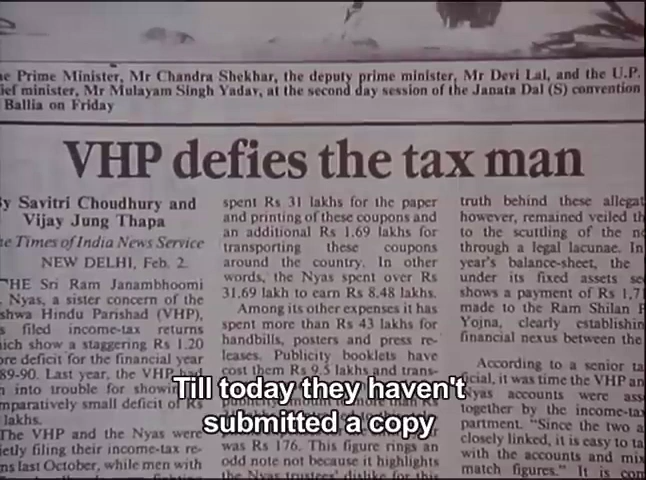 e Prime Minister, Mr Chandra Shekhar, the deputy prime minister, Mr Devi Lal, and the U.P.
ief minister, Mr Mulayam Singh Yadav, at the second day session of the Janata Dal (S) convention
Ballia on Friday
VHP defies the tax man
By Savitri Choudhury and
Vijay Jung Thapa
he Times of India News Service
NEW DELHI, Feb. 2.
THE Sri Ram Janambhoomi
Nyas, a sister concern of the
shwa Hindu Parishad (VHP),
s filed income-tax returns
ich show a staggering Rs 1.20
ore deficit for the financial year
89-90. Last year, the VHP had
n into trouble for showing
mparatively small deficit of Rs
lakhs.
The VHP and the Nyas were
ietly filing their income-tax re-
ns last October, while men with
spent Rs 31 lakhs for the paper
and printing of these coupons and
an additional Rs 1.69 lakhs for
transporting these coupons
around the country. In other
words, the Nyas spent over Rs
31.69 lakh to earn Rs 8.48 lakhs.
Among its other expenses it has
spent more than Rs 43 lakhs for
handbills, posters and press re-
leases. Publicity booklets have
cost them Rs 9.5 lakhs and trans-
was Rs 176. This figure rings an
odd note not because it highlights
the Nyas trustees' dislike for this
truth behind these allegat
however, remained veiled th
to the scuttling of the no
through a legal lacunae. In
year's balance-sheet, the
under its fixed assets se
shows a payment of Rs 1,71
made to the Ram Shilan P
Yojna, clearly establishin
financial nexus between the
According to a senior ta
ficial, it was time the VHP an
Nyas accounts were ass
together by the income-ta
partment. "Since the two a
closely linked, it is easy to ta
with the accounts and mix
match figures." It is con
Till today they haven't
submitted a copy